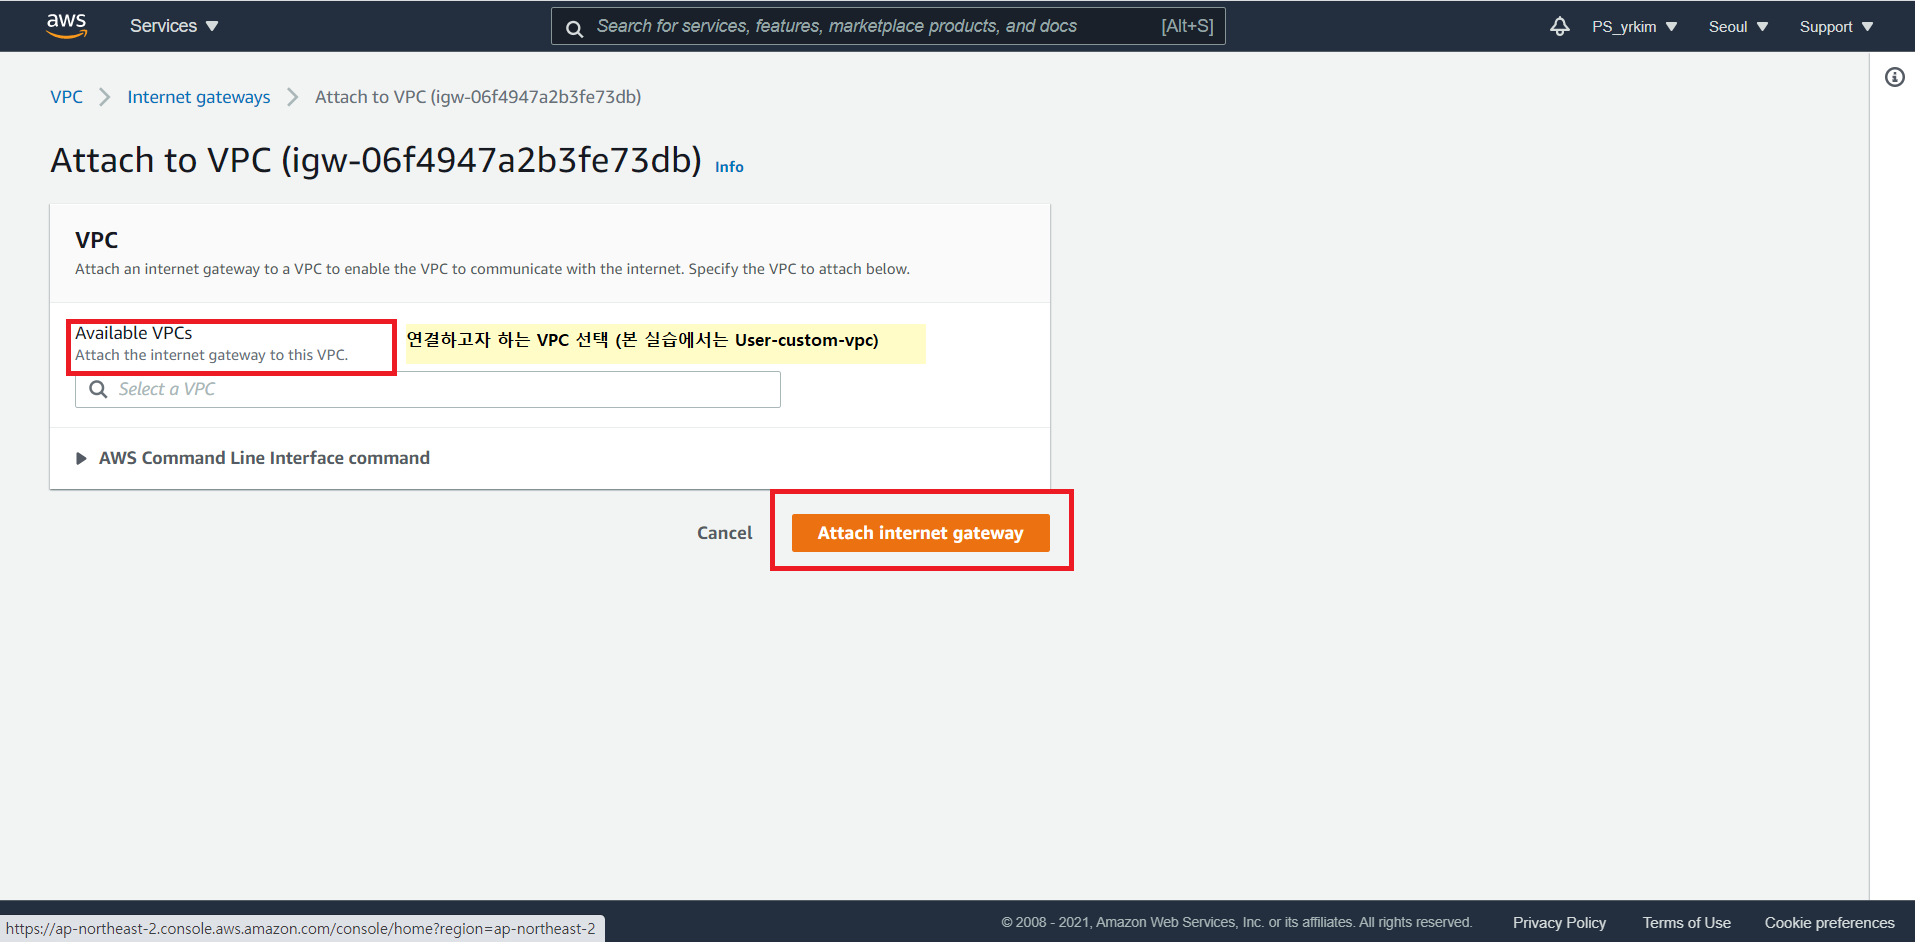 aws
Services
Search for services, features, marketplace products, and docs
[Alt+S]
PS_yrkim
Seoul
Support
VPC
Internet gateways
Attach to VPC (igw-06f4947a2b3fe73db)
Attach to VPC (igw-06f4947a2b3fe73db) Info
VPC
Attach an internet gateway to a VPC to enable the VPC to communicate with the internet. Specify the VPC to attach below.
Available VPCs
Attach the internet gateway to this VPC.
연결하고자 하는 VPC 선택 (본 실습에서는 User-custom-vpc)
Select a VPC
AWS Command Line Interface command
Cancel
Attach internet gateway
https://ap-northeast-2.console.aws.amazon.com/console/home?region=ap-northeast-2
© 2008 - 2021, Amazon Web Services, Inc. or its affiliates. All rights reserved.
Privacy Policy
Terms of Use
Cookie preferences